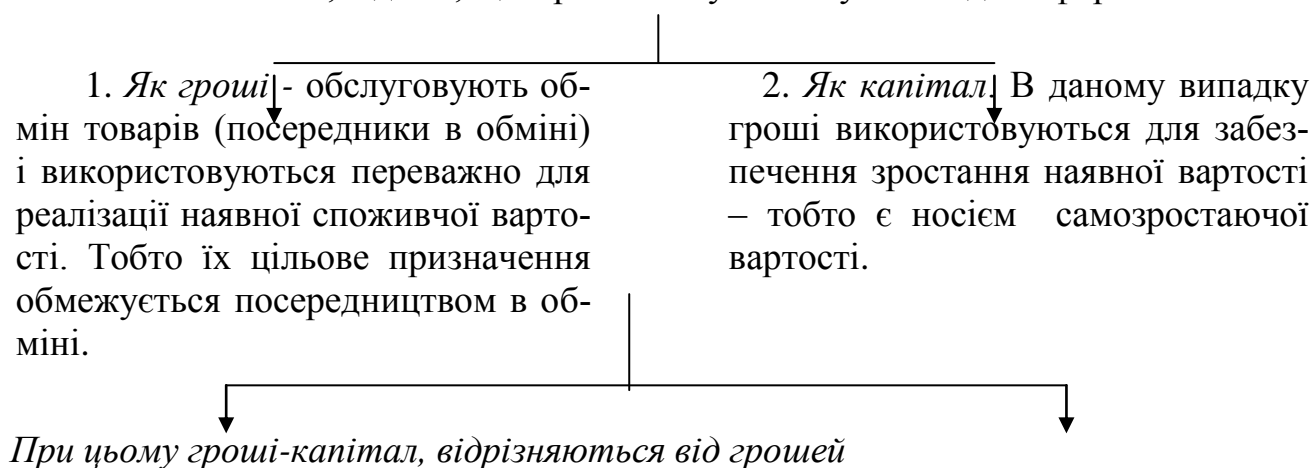 1. Як гроші - обслуговують об-
мін товарів (посередники в обміні)
і використовуються переважно для
реалізації наявної споживчої варто-
сті. Тобто їх цільове призначення
обмежується посередництвом в об-
міні.
2. Як капітал. В даному випадку
гроші використовуються для забез-
печення зростання наявної вартості
– тобто є носієм самозростаючої
вартості.
При цьому гроші-капітал, відрізняються від грошей